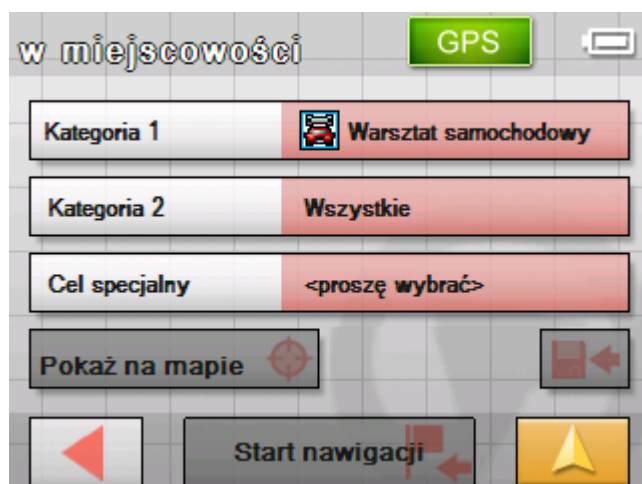 w miejscowości
GPS
Kategoria 1
Warsztat samochodowy
Kategoria 2
Wszystkie
Cel specjalny
<proszę wybrać>
Pokaż na mapie
Start nawigacji